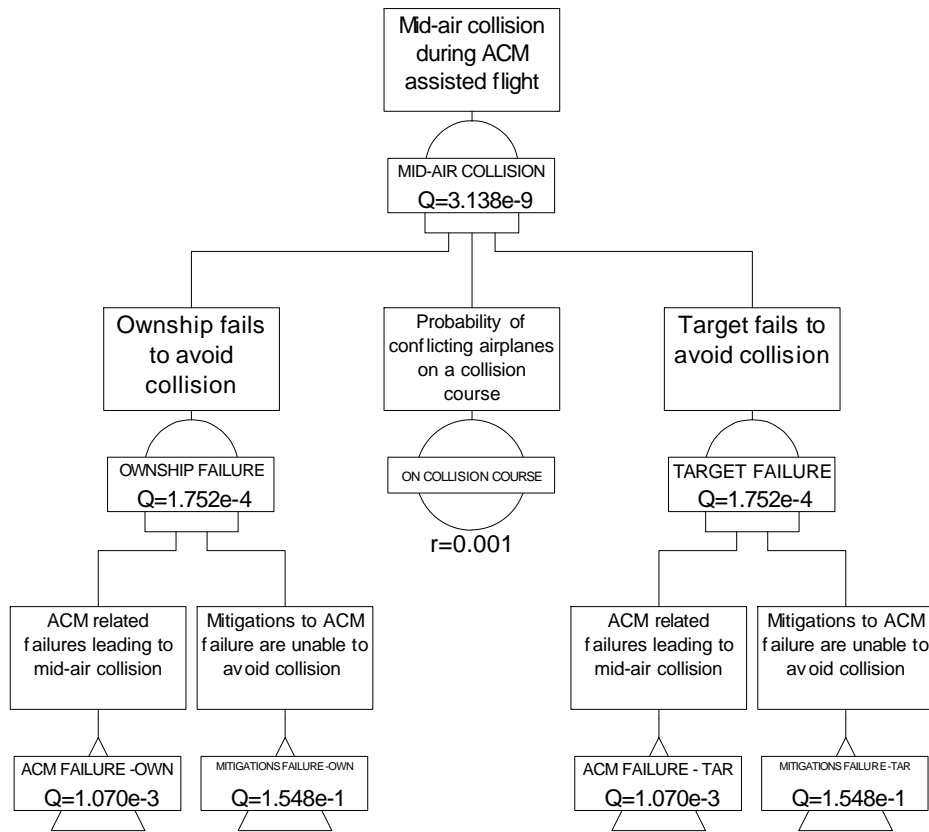 Mid-air collision
during ACM
assisted flight
MID-AIR COLLISION
Q=3.138e-9
Ownship fails
to avoid
collision
Probability of
conflicting airplanes
on a collision
course
Target fails to
avoid collision
OWNSHIP FAILURE
Q=1.752e-4
ON COLLISION COURSE
r=0.001
TARGET FAILURE
Q=1.752e-4
ACM related
failures leading to
mid-air collision
Mitigations to ACM
failure are unable to
avoid collision
ACM related
failures leading to
mid-air collision
Mitigations to ACM
failure are unable to
avoid collision
ACM FAILURE -OWN
Q=1.070e-3
MITIGATIONS FAILURE -OWN
Q=1.548e-1
ACM FAILURE - TAR
Q=1.070e-3
MITIGATIONS FAILURE -TAR
Q=1.548e-1